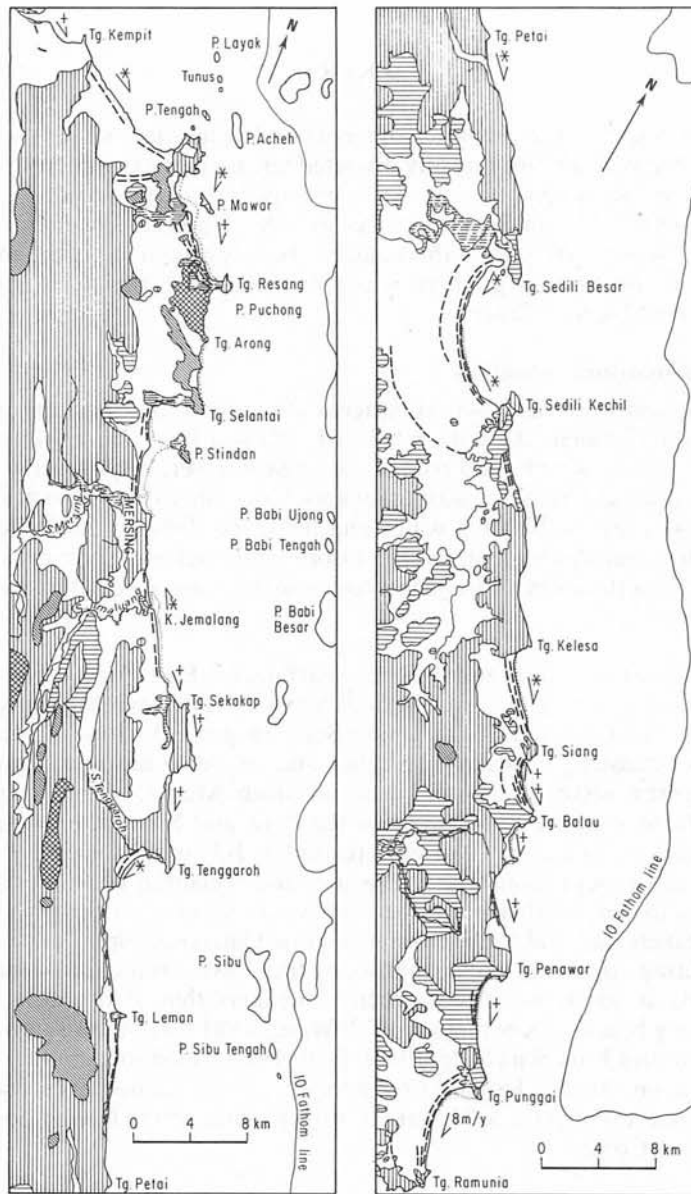 Tg. Kempit
P. Layak
N
Tunus
P. Tengah
P. Acheh
P. Mawar
Tg. Resang
P. Puchong
Tg. Arong
Tg. Selantai
P. Stindan
MERSING
P. Babi Ujong
P. Babi Tengah
K. Jemalang
P. Babi
Besar
Tg. Sekakap
S. Tenggaroh
Tg. Tenggaroh
P. Sibu
Tg. Leman
P. Sibu Tengah
10 Fathom line
0 4 8 km
Tg. Petai
Tg. Petai
N
Tg. Sedili Besar
Tg. Sedili Kechil
Tg. Kelesa
Tg. Siang
Tg. Balau
10 Fathom line
Tg. Penawar
Tg. Punggai
8m/y
Tg. Ramunia
0 4 8 km